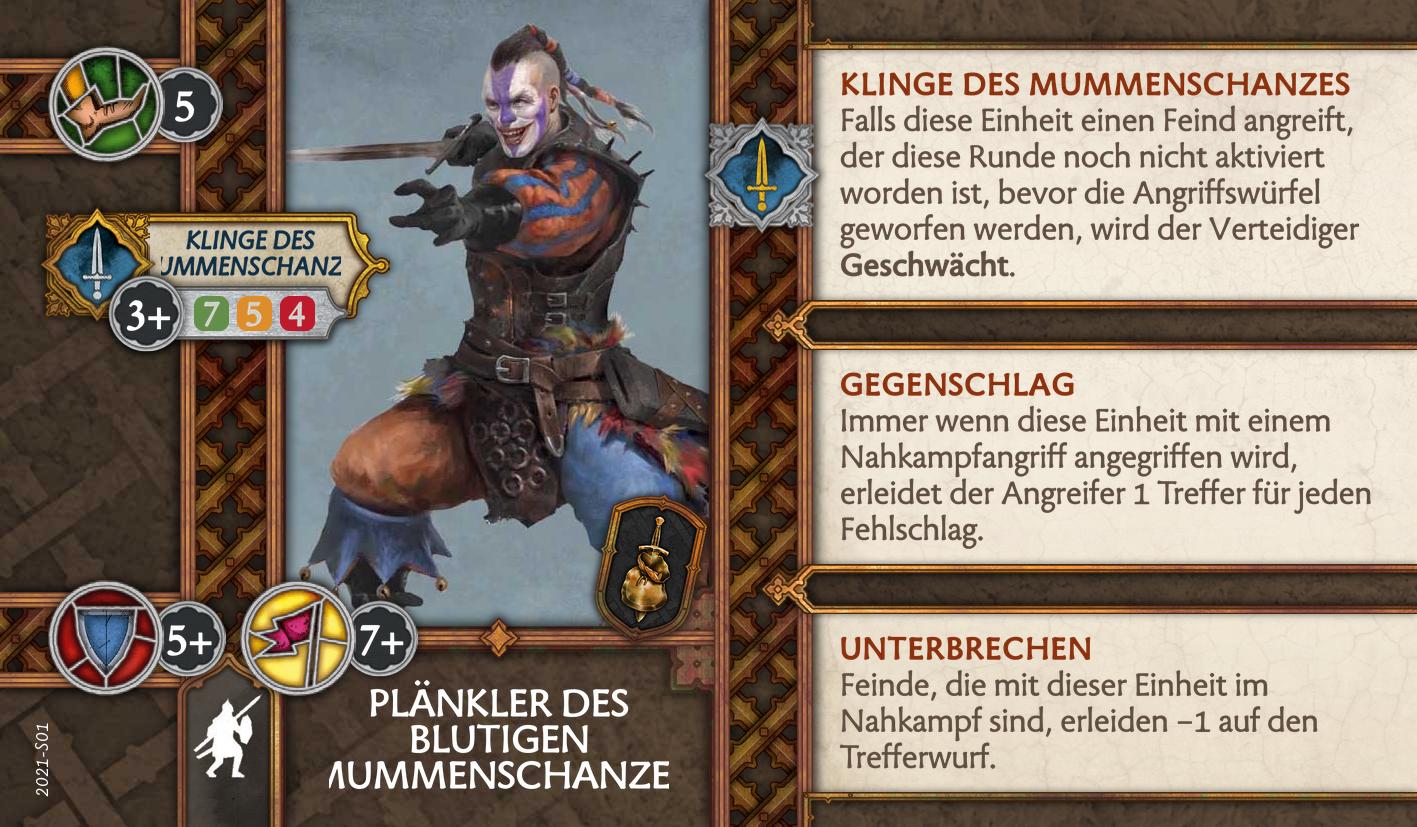 5
KLINGE DES
UMMENSCHANZ
3+ 7 5 4
5+ 7+
PLÄNKLER DES
BLUTIGEN
MUMMENSCHANZE
2021-S01
KLINGE DES MUMMENSCHANZES
Falls diese Einheit einen Feind angreift,
der diese Runde noch nicht aktiviert
worden ist, bevor die Angriffswürfel
geworfen werden, wird der Verteidiger
Geschwächt.
GEGENSCHLAG
Immer wenn diese Einheit mit einem
Nahkampfangriff angegriffen wird,
erleidet der Angreifer 1 Treffer für jeden
Fehlschlag.
UNTERBRECHEN
Feinde, die mit dieser Einheit im
Nahkampf sind, erleiden –1 auf den
Trefferwurf.